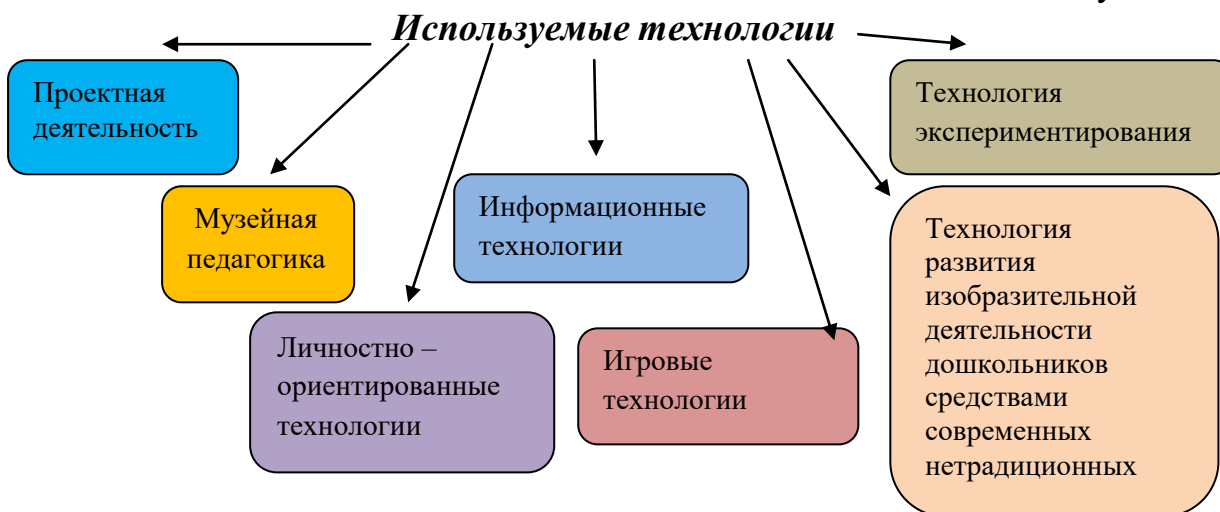 Используемые технологии
Проектная
деятельность
Технология
экспериментирования
Музейная
педагогика
Информационные
технологии
Технология
развития
изобразительной
деятельности
дошкольников
средствами
современных
нетрадиционных
Личностно –
ориентированные
технологии
Игровые
технологии